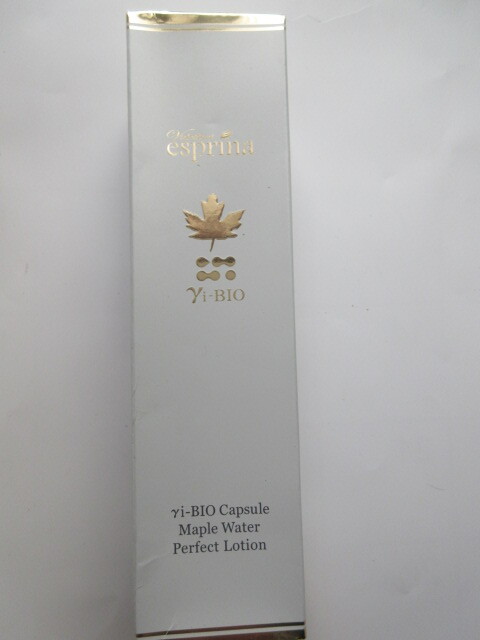 esprina
γi-BIO
γi-BIO Capsule
Maple Water
Perfect Lotion